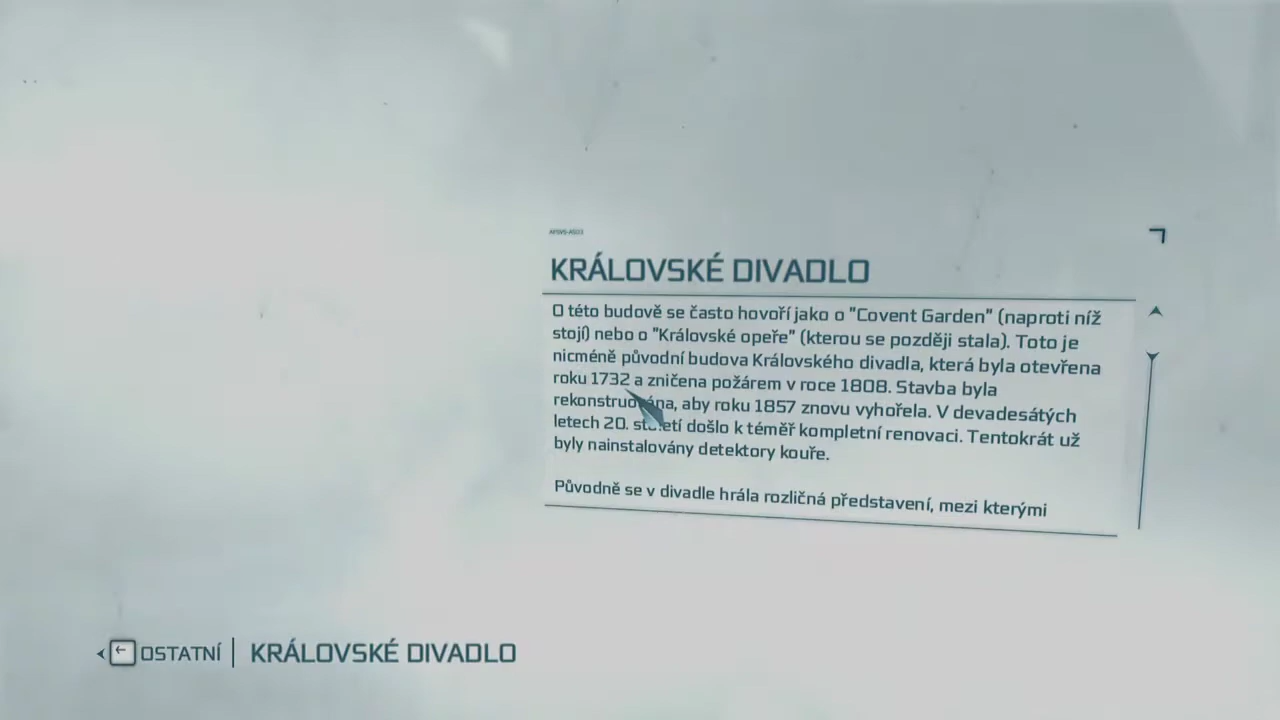 KRÁLOVSKÉ DIVADLO
O této budově se často hovoří jako o "Covent Garden" (naproti níž
stojí) nebo o "Královské opeře" (kterou se později stala). Toto je
nicméně původní budova Královského divadla, která byla otevřena
roku 1732 a zničena požárem v roce 1808. Stavba byla
rekonstruována, aby roku 1857 znovu vyhořela. V devadesátých
letech 20. století došlo k téměř kompletní renovaci. Tentokrát už
byly nainstalovány detektory kouře.
Původně se v divadle hrála rozličná představení, mezi kterými
OSTATNÍ | KRÁLOVSKÉ DIVADLO